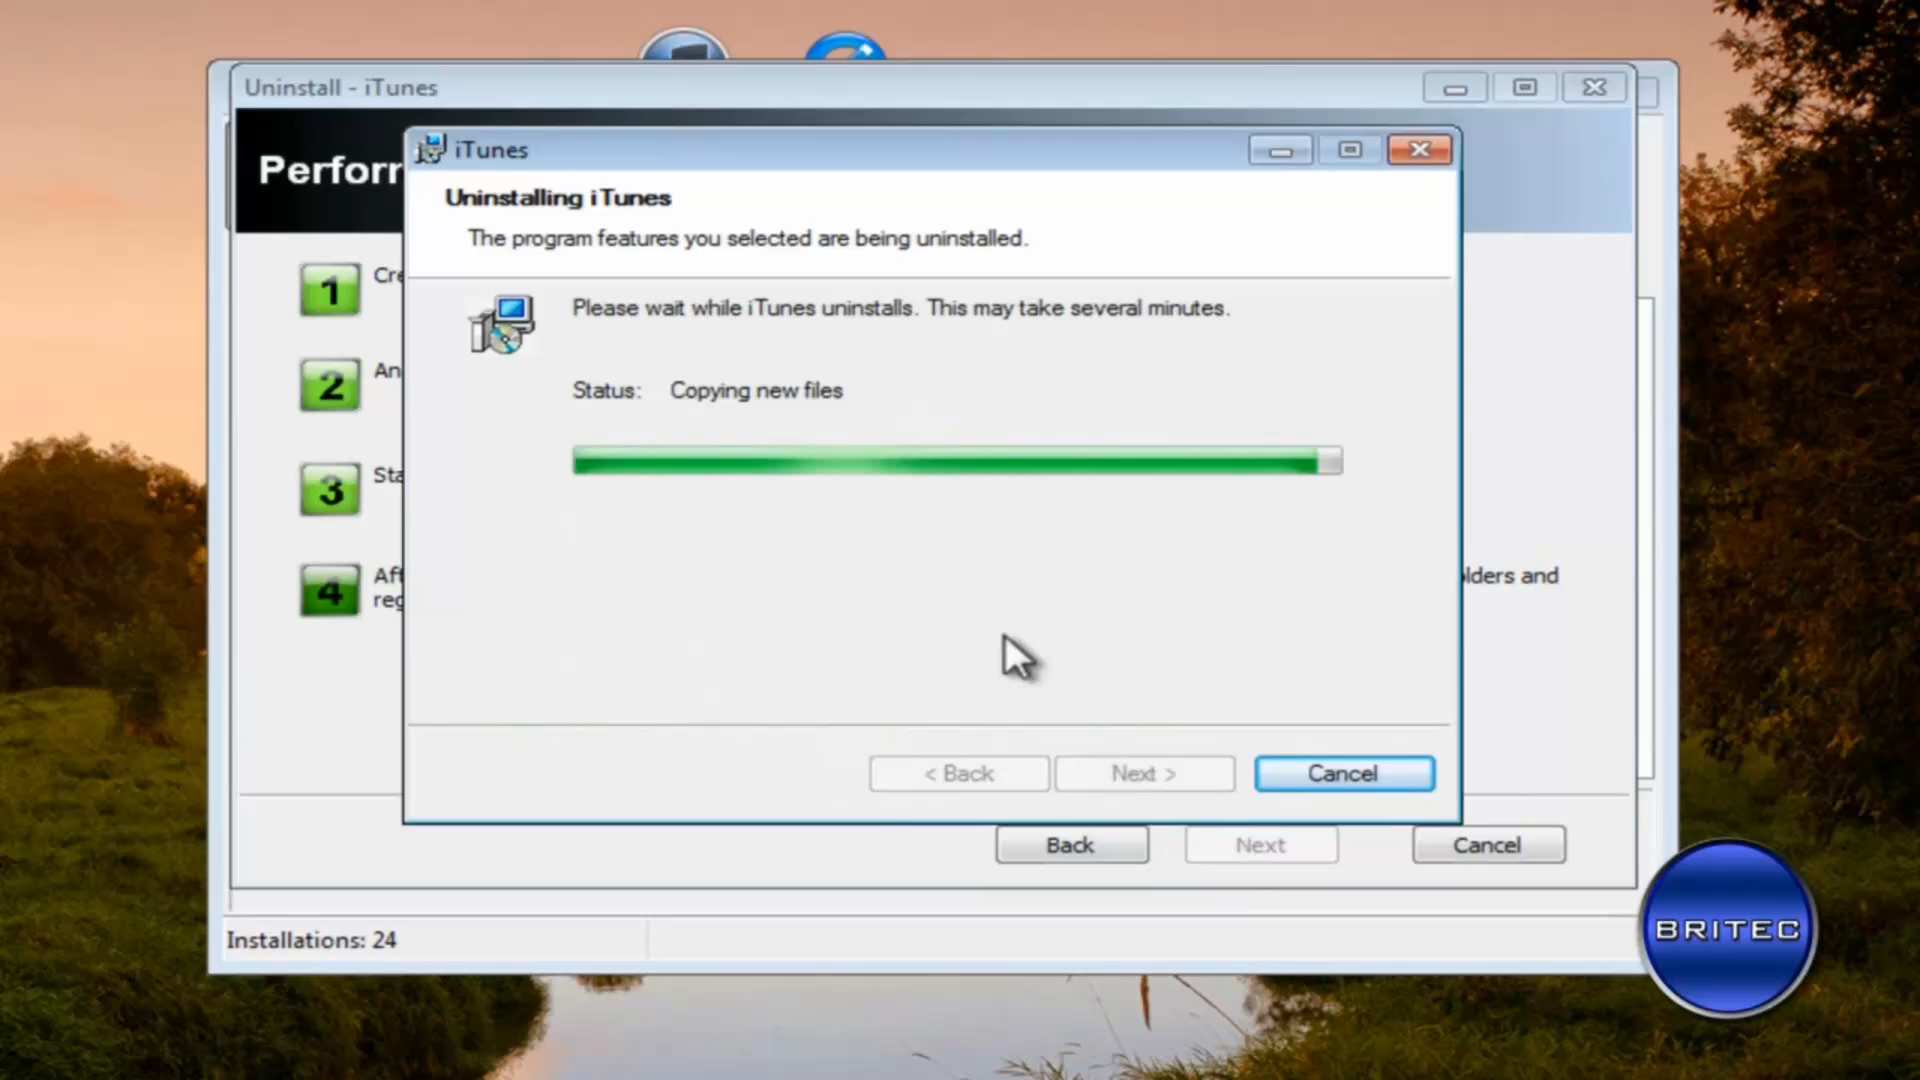 Uninstall - iTunes
Perforr
iTunes
Uninstalling iTunes
The program features you selected are being uninstalled.
1
Cre
Please wait while iTunes uninstalls. This may take several minutes.
2
An
Status: Copying new files
3
Sta
4
Aft
reg
olders and
< Back
Next >
Cancel
Back
Next
Cancel
Installations: 24
BRITEC